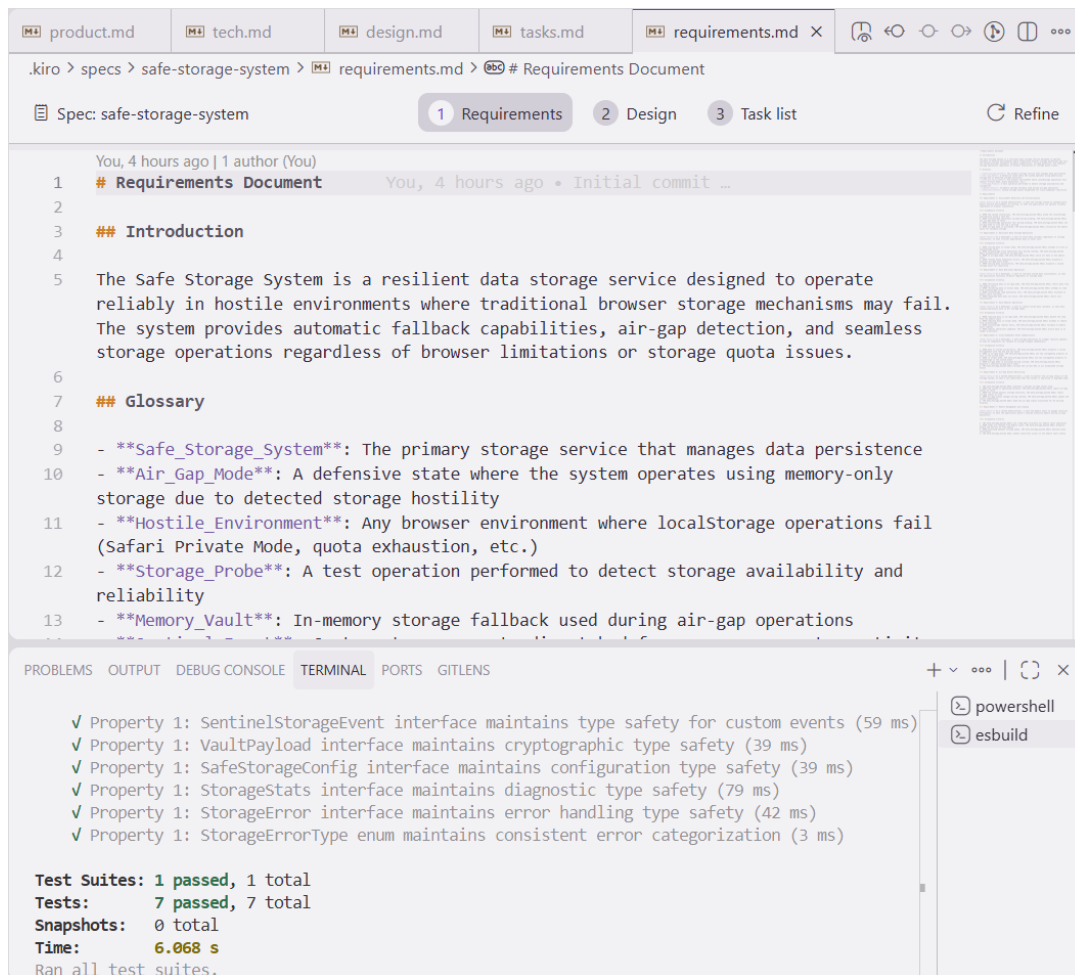 product.md tech.md design.md tasks.md requirements.md
.kiro > specs > safe-storage-system > requirements.md > # Requirements Document
Spec: safe-storage-system 1 Requirements 2 Design 3 Task list Refine
You, 4 hours ago | 1 author (You)
1 # Requirements Document You, 4 hours ago • Initial commit …
2
3 ## Introduction
4
5 The Safe Storage System is a resilient data storage service designed to operate
reliably in hostile environments where traditional browser storage mechanisms may fail.
The system provides automatic fallback capabilities, air-gap detection, and seamless
storage operations regardless of browser limitations or storage quota issues.
6
7 ## Glossary
8
9 - **Safe_Storage_System**: The primary storage service that manages data persistence
10 - **Air_Gap_Mode**: A defensive state where the system operates using memory-only
storage due to detected storage hostility
11 - **Hostile_Environment**: Any browser environment where localStorage operations fail
(Safari Private Mode, quota exhaustion, etc.)
12 - **Storage_Probe**: A test operation performed to detect storage availability and
reliability
13 - **Memory_Vault**: In-memory storage fallback used during air-gap operations
PROBLEMS OUTPUT DEBUG CONSOLE TERMINAL PORTS GITLENS
powershell
esbuild
√ Property 1: SentinelStorageEvent interface maintains type safety for custom events (59 ms)
√ Property 1: VaultPayload interface maintains cryptographic type safety (39 ms)
√ Property 1: SafeStorageConfig interface maintains configuration type safety (39 ms)
√ Property 1: StorageStats interface maintains diagnostic type safety (79 ms)
√ Property 1: StorageError interface maintains error handling type safety (42 ms)
√ Property 1: StorageErrorType enum maintains consistent error categorization (3 ms)
Test Suites: 1 passed, 1 total
Tests: 7 passed, 7 total
Snapshots: 0 total
Time: 6.068 s
Ran all test suites.